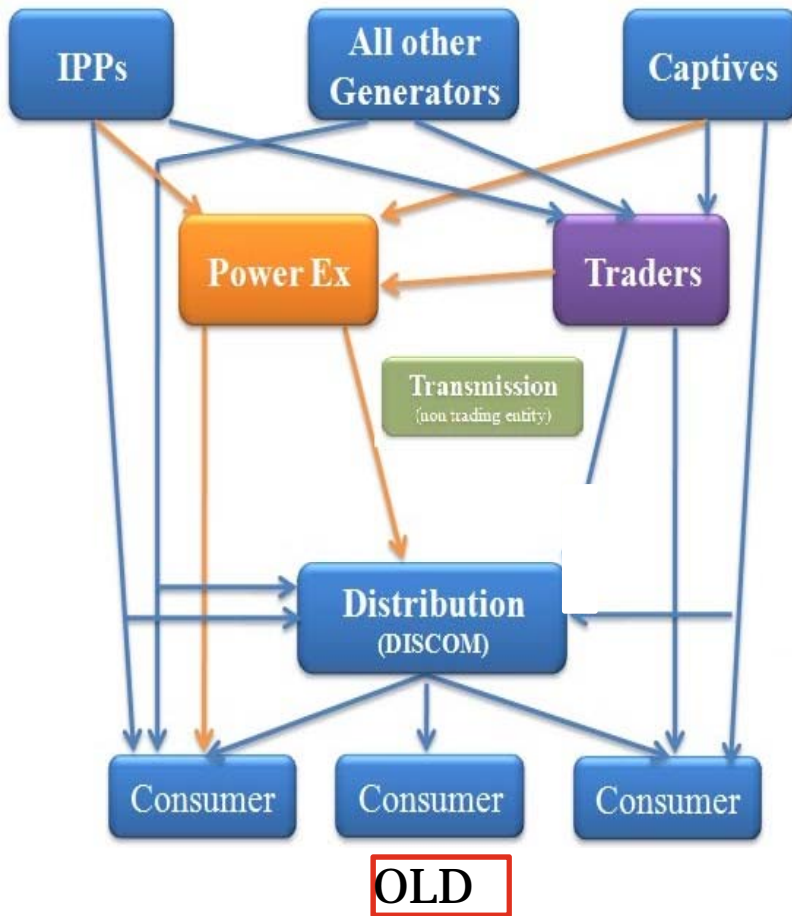 IPPs
All other
Generators
Captives
Power Ex
Traders
Transmission
(non trading entity)
Distribution
(DISCOM)
Consumer
Consumer
Consumer
OLD